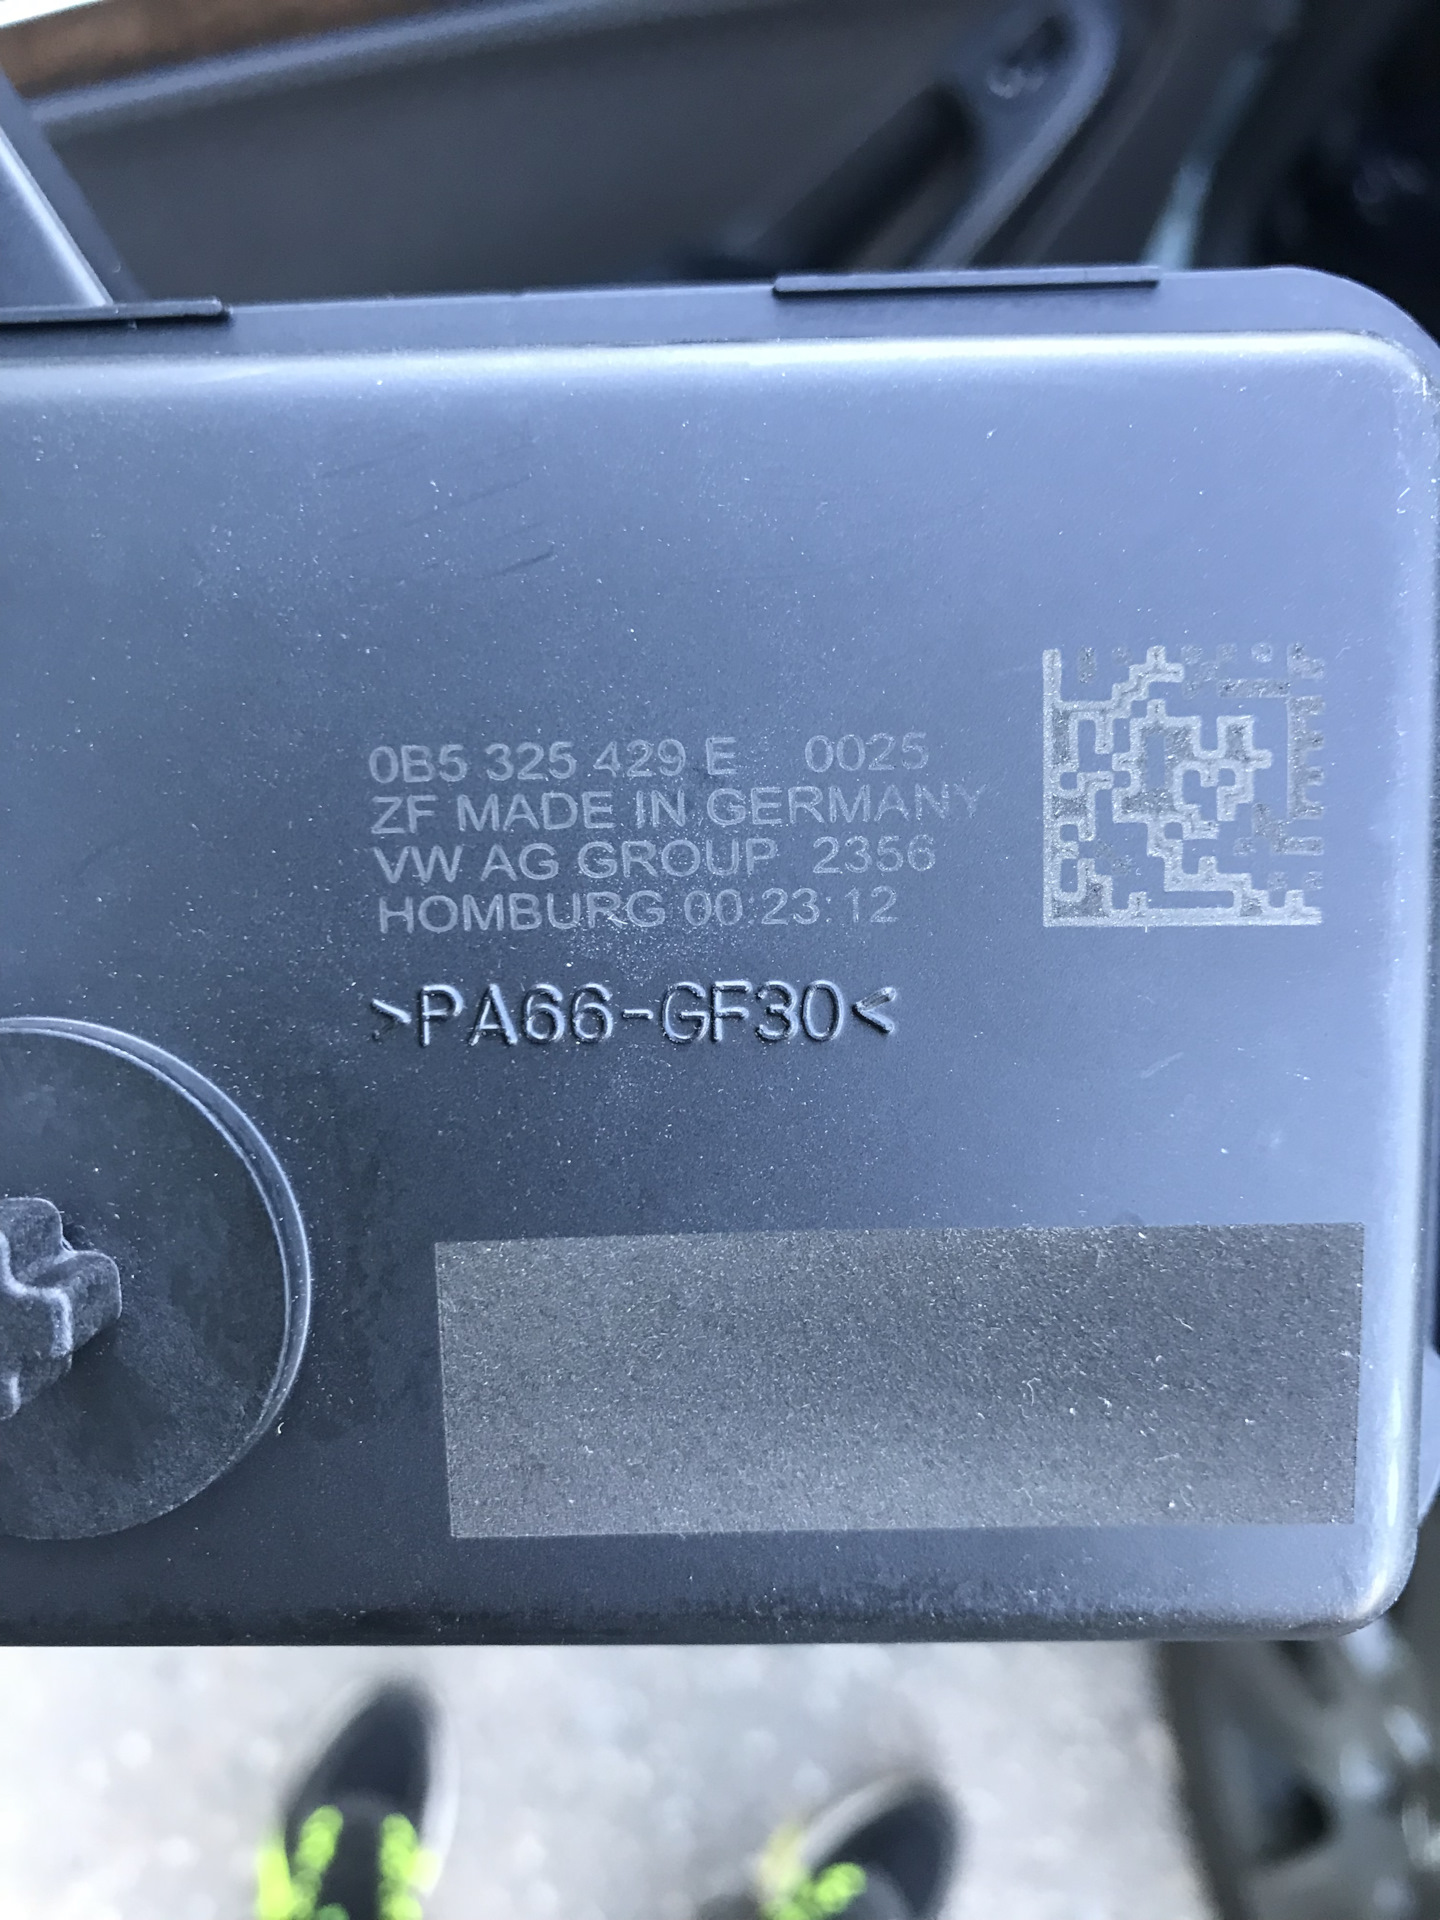 0B5 325 429 E 0025
ZF MADE IN GERMANY
VW AG GROUP 2356
HOMBURG 00:23:12
>PA66-GF30<